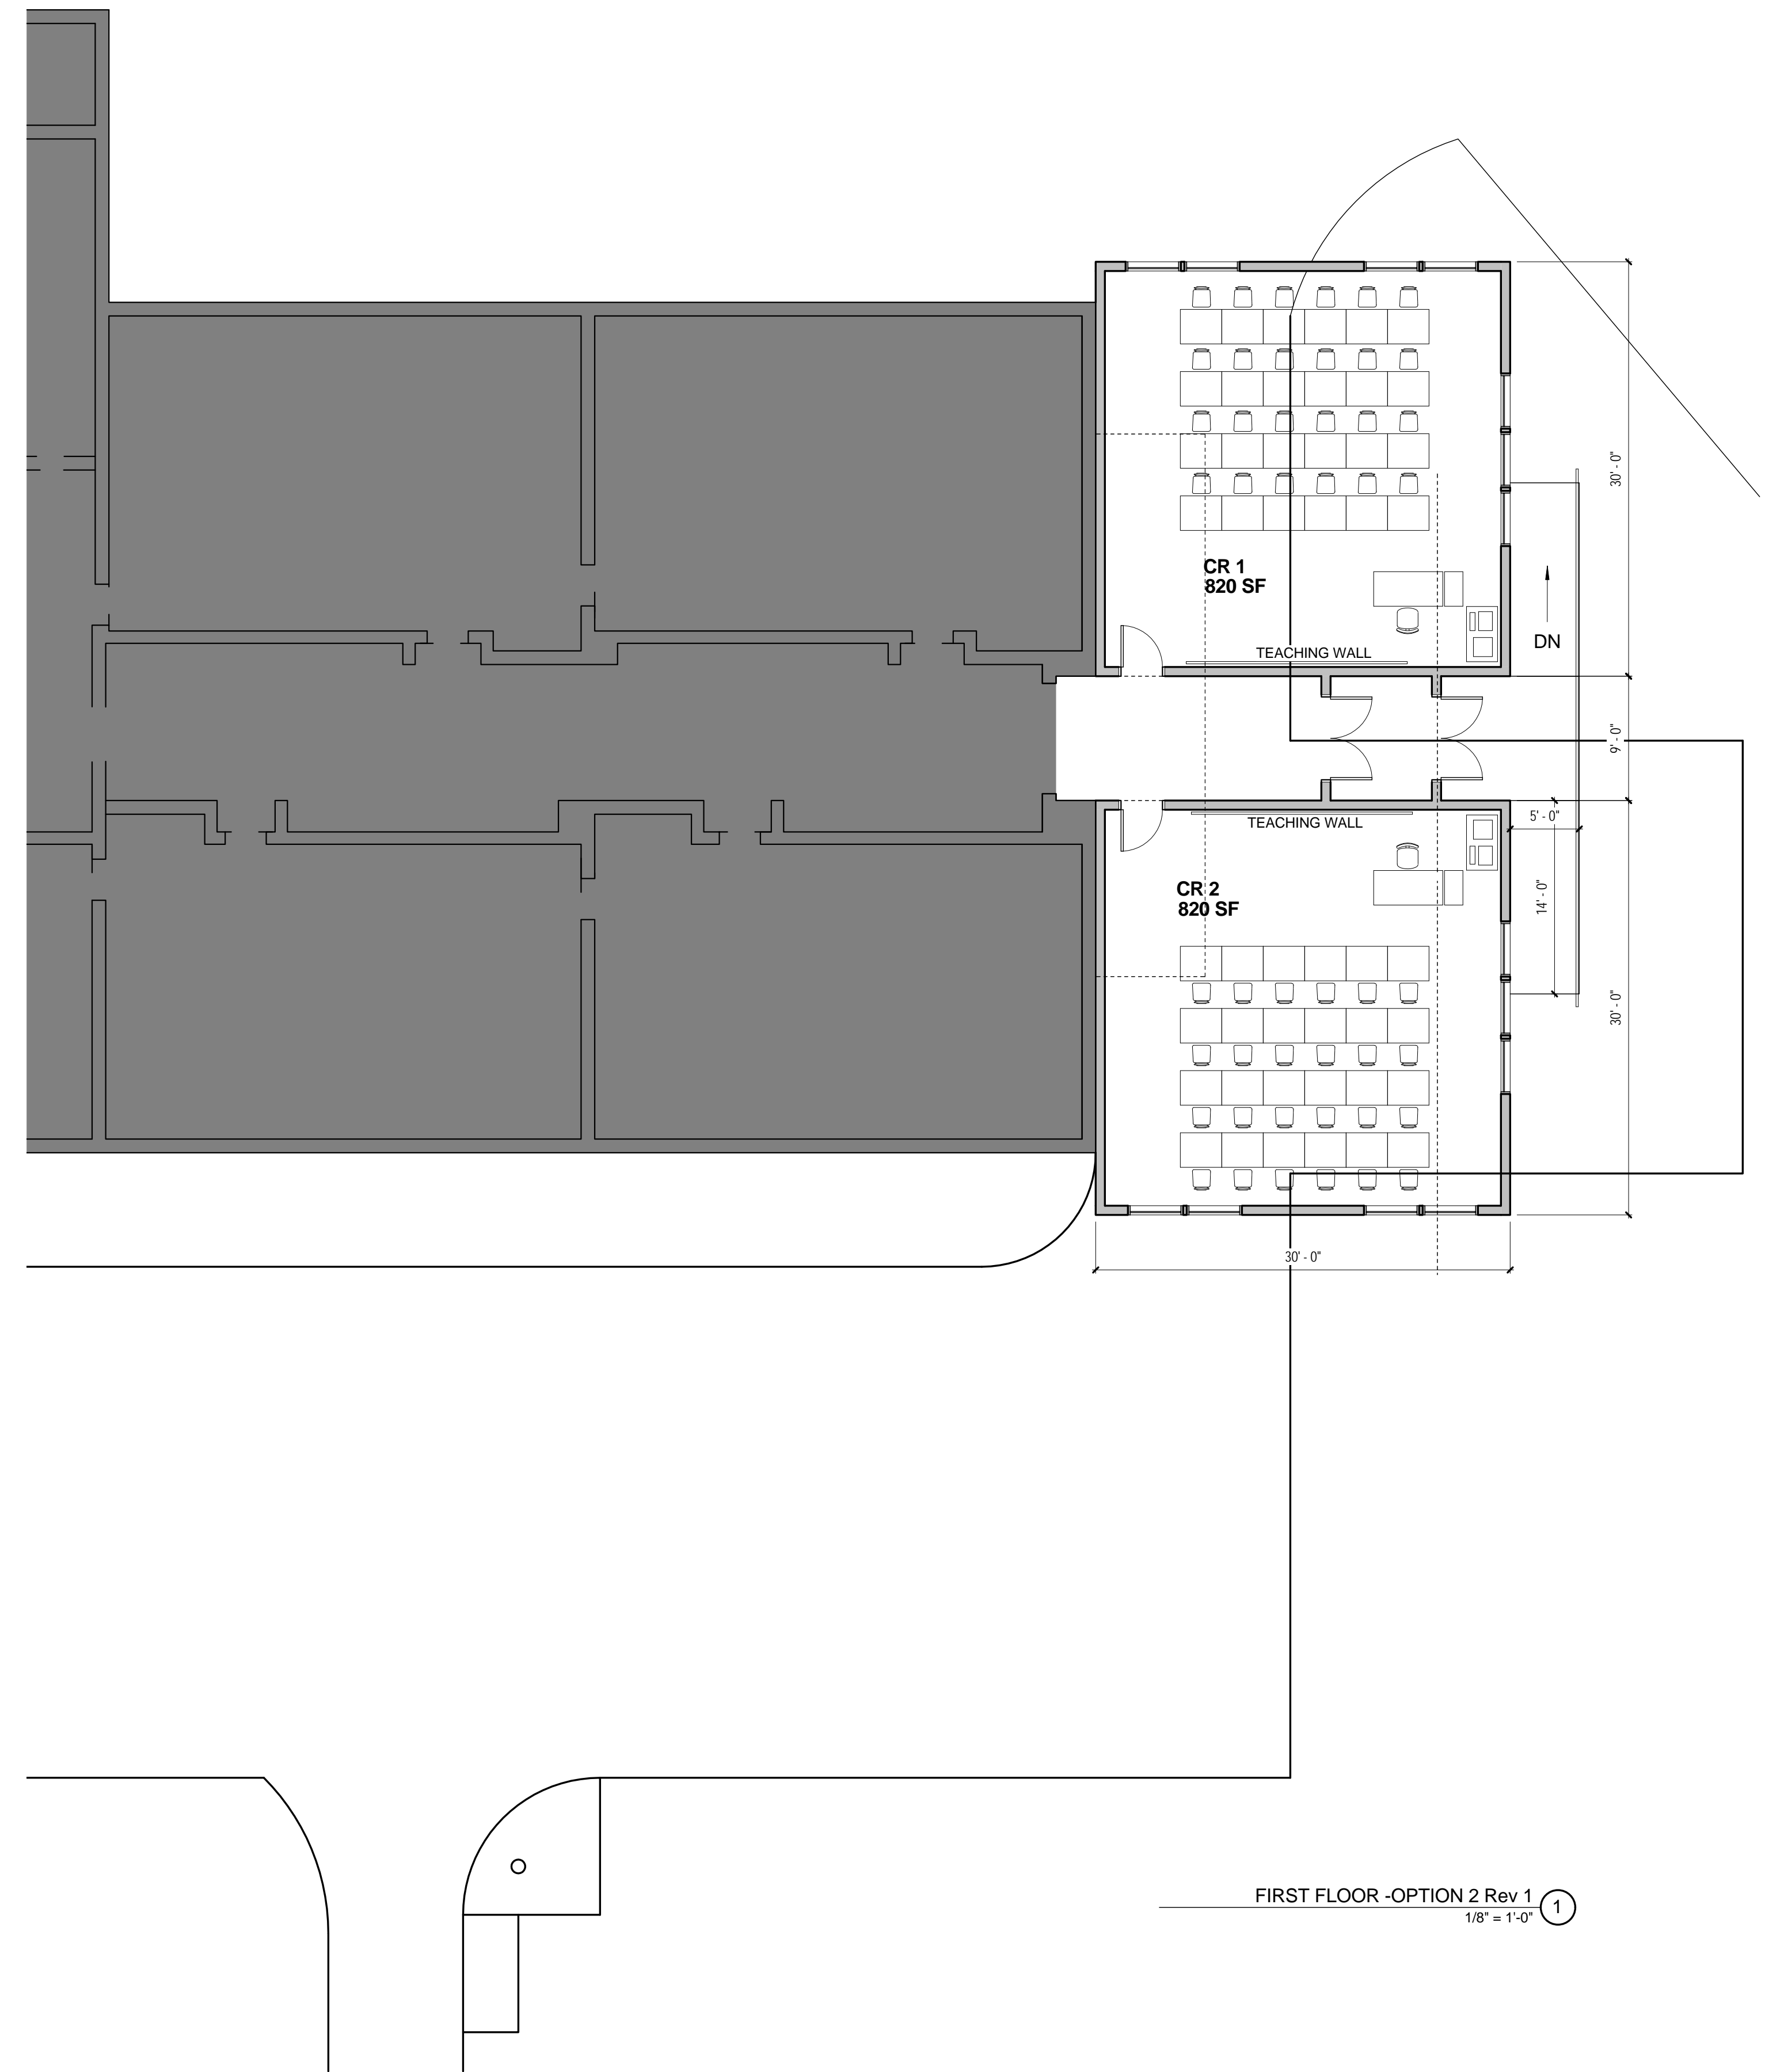 30' - 0"
CR 1
820 SF
DN
TEACHING WALL
9' - 0"
5' - 0"
TEACHING WALL
14' - 0"
CR 2
820 SF
30' - 0"
30' - 0"
FIRST FLOOR -OPTION 2 Rev 1
1
1/8" = 1'-0"